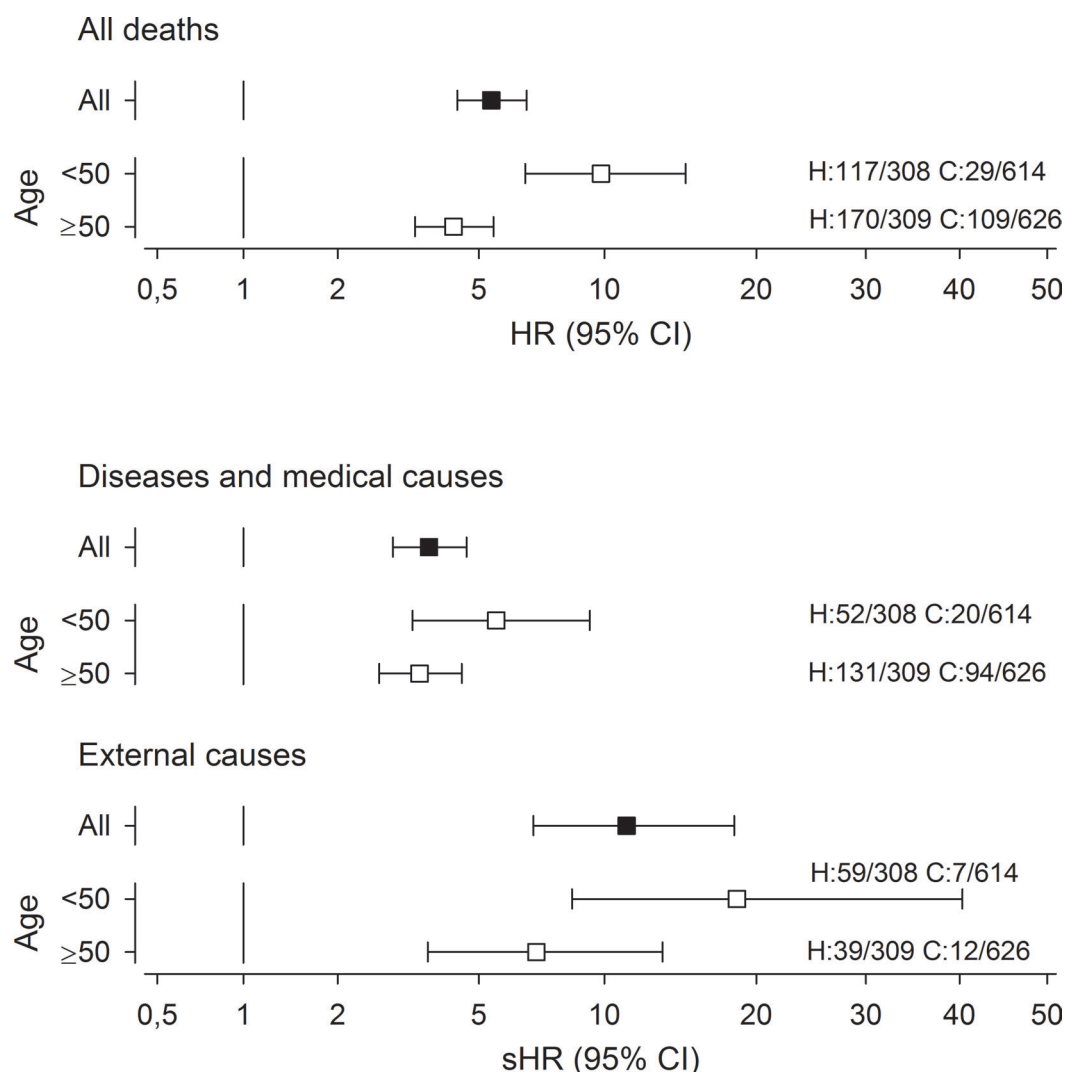 All deaths
All
Age
<50
H:117/308 C:29/614
≥50
H:170/309 C:109/626
0,5 1 2 5 10 20 30 40 50
HR (95% CI)
Diseases and medical causes
All
Age
<50
H:52/308 C:20/614
≥50
H:131/309 C:94/626
External causes
All
Age
H:59/308 C:7/614
<50
≥50
H:39/309 C:12/626
0,5 1 2 5 10 20 30 40 50
sHR (95% CI)